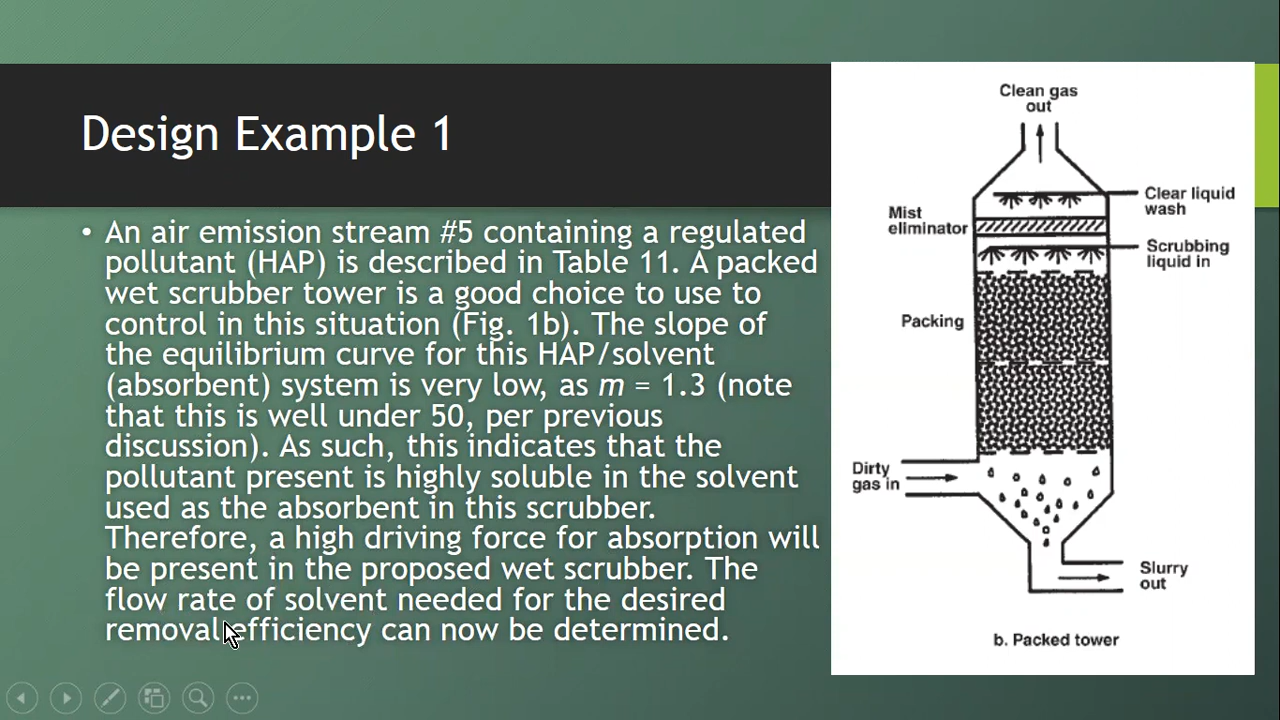 Design Example 1
• An air emission stream #5 containing a regulated
pollutant (HAP) is described in Table 11. A packed
wet scrubber tower is a good choice to use to
control in this situation (Fig. 1b). The slope of
the equilibrium curve for this HAP/solvent
(absorbent) system is very low, as m = 1.3 (note
that this is well under 50, per previous
discussion). As such, this indicates that the
pollutant present is highly soluble in the solvent
used as the absorbent in this scrubber.
Therefore, a high driving force for absorption will
be present in the proposed wet scrubber. The
flow rate of solvent needed for the desired
removal efficiency can now be determined.
Clean gas
out
Clear liquid
wash
Mist
eliminator
Scrubbing
liquid in
Packing
Dirty
gas in
Slurry
out
b. Packed tower